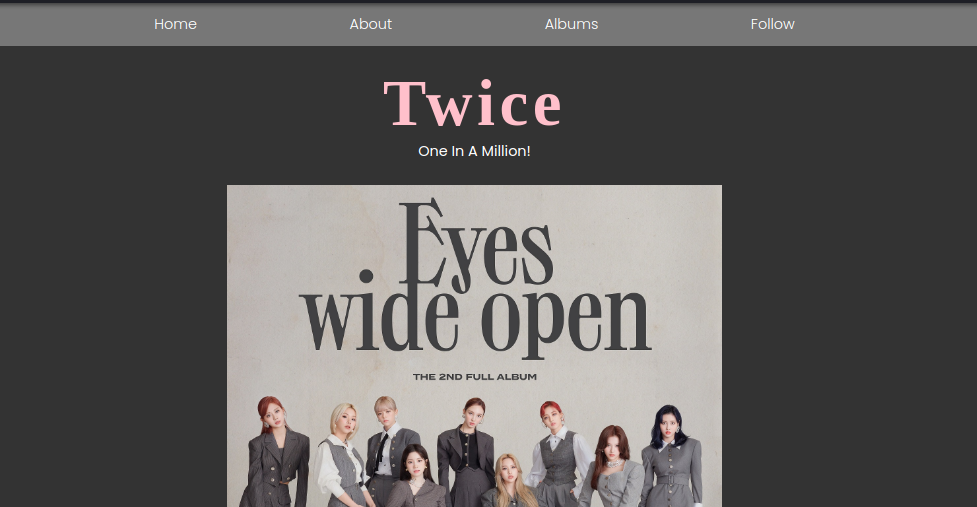 Home About Albums Follow
Twice
One In A Million!
Eyes
wide open
THE 2ND FULL ALBUM